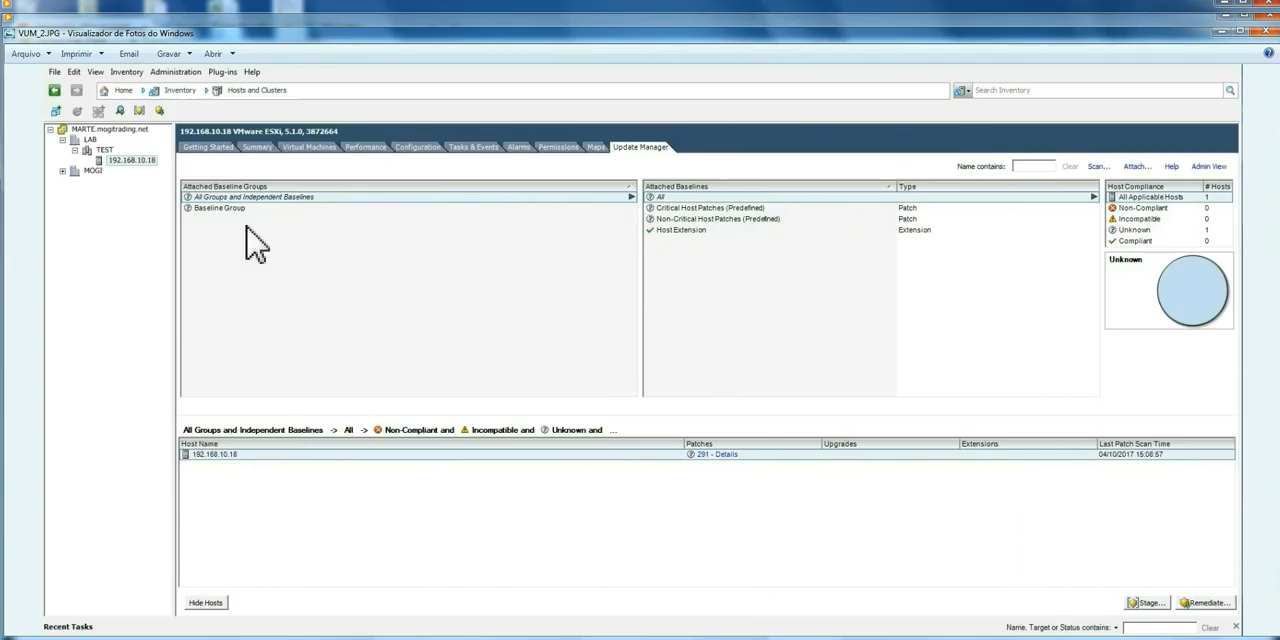 VUM_2.JPG - Visualizador de Fotos do Windows
Arquivo Imprimir Email Gravar Abrir
File Edit View Inventory Administration Plug-ins Help
Home Inventory Hosts and Clusters Search Inventory
MARTE.mogitrading.net
LAB
TEST
192.168.10.18
MOGI
192.168.10.18 VMware ESXi, 5.1.0, 3872664
Getting Started Summary Virtual Machines Performance Configuration Tasks & Events Alarms Permissions Maps Update Manager
Name contains: Clear Scan... Attach... Help Admin View
Attached Baseline Groups
All Groups and Independent Baselines
Baseline Group
Attached Baselines Type
All
Critical Host Patches (Predefined) Patch
Non-Critical Host Patches (Predefined) Patch
Host Extension Extension
Host Compliance # Hosts
All Applicable Hosts 1
Non-Compliant 0
Incompatible 0
Unknown 1
Compliant 0
Unknown
All Groups and Independent Baselines -> All -> Non-Compliant and Incompatible and Unknown and ...
Host Name Patches Upgrades Extensions Last Patch Scan Time
192.168.10.18 291 - Details 04/10/2017 15:08:57
Hide Hosts Stage... Remediate...
Recent Tasks Name, Target or Status contains: Clear